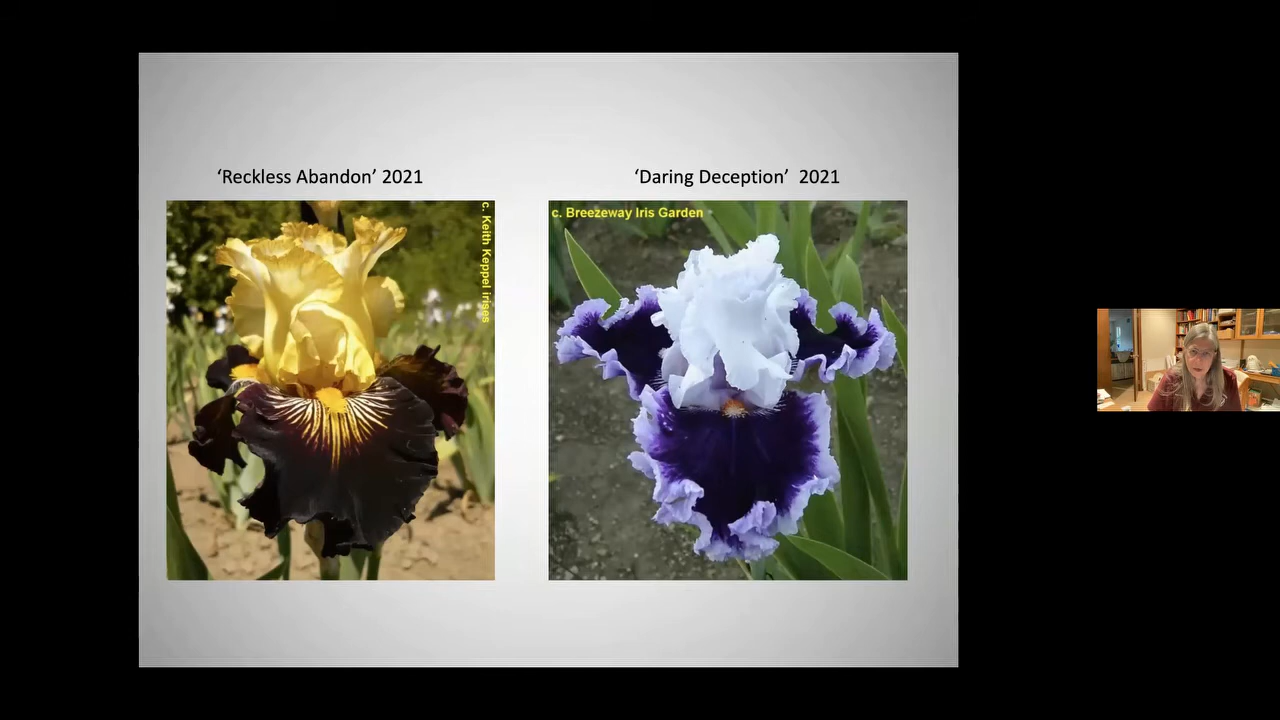 ‘Reckless Abandon’ 2021
‘Daring Deception’  2021
c. Keith Keppel irises
c. Breezeway Iris Garden